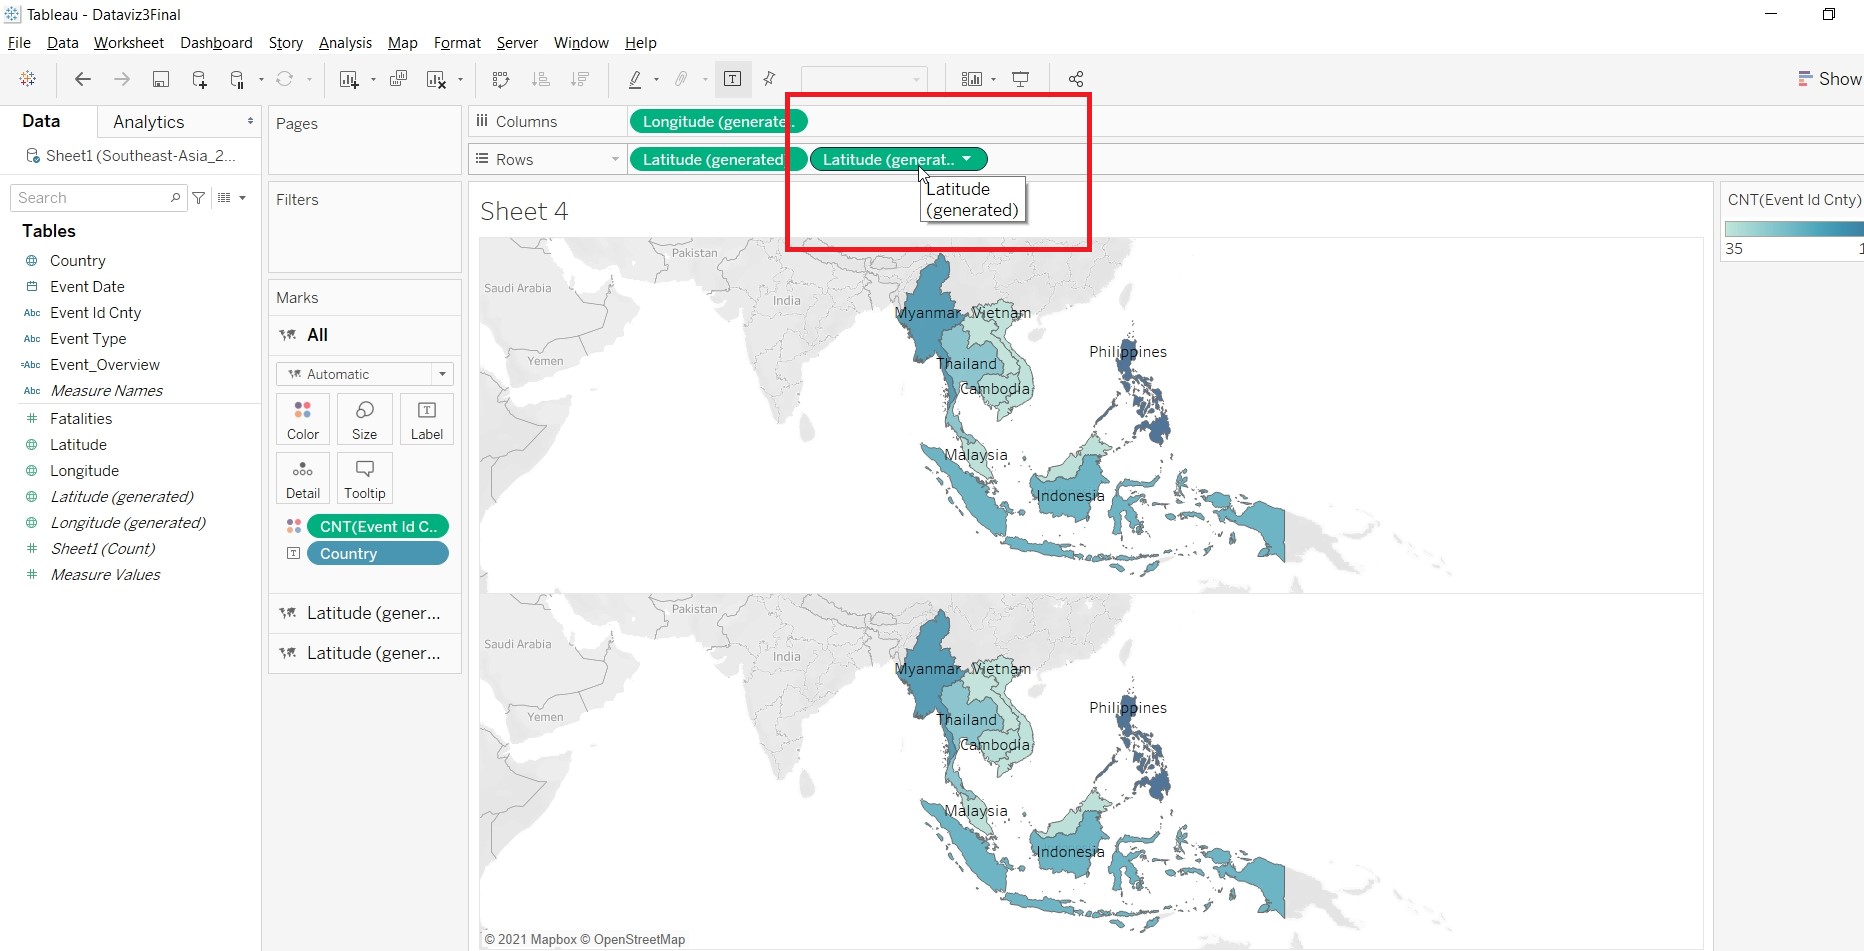 Tableau - Dataviz3Final
File Data Worksheet Dashboard Story Analysis Map Format Server Window Help
Show
Data Analytics
Sheet1 (Southeast-Asia_2...
Search
Tables
Country
Event Date
Abc Event Id Cnty
Abc Event Type
=Abc Event_Overview
Abc Measure Names
# Fatalities
Latitude
Longitude
Latitude (generated)
Longitude (generated)
# Sheet1 (Count)
# Measure Values
Pages
Filters
Marks
All
Automatic
Color Size Label
Detail Tooltip
CNT(Event Id C..
Country
Latitude (gener...
Latitude (gener...
Columns Longitude (generate..
Rows Latitude (generated) Latitude (generat..
Latitude
(generated)
Sheet 4
Pakistan
Saudi Arabia
India
Myanmar Vietnam
Philippines
Yemen
Thailand
Cambodia
Malaysia
Indonesia
Pakistan
Saudi Arabia
India
Myanmar Vietnam
Philippines
Yemen
Thailand
Cambodia
Malaysia
Indonesia
© 2021 Mapbox © OpenStreetMap
CNT(Event Id Cnty)
35 1